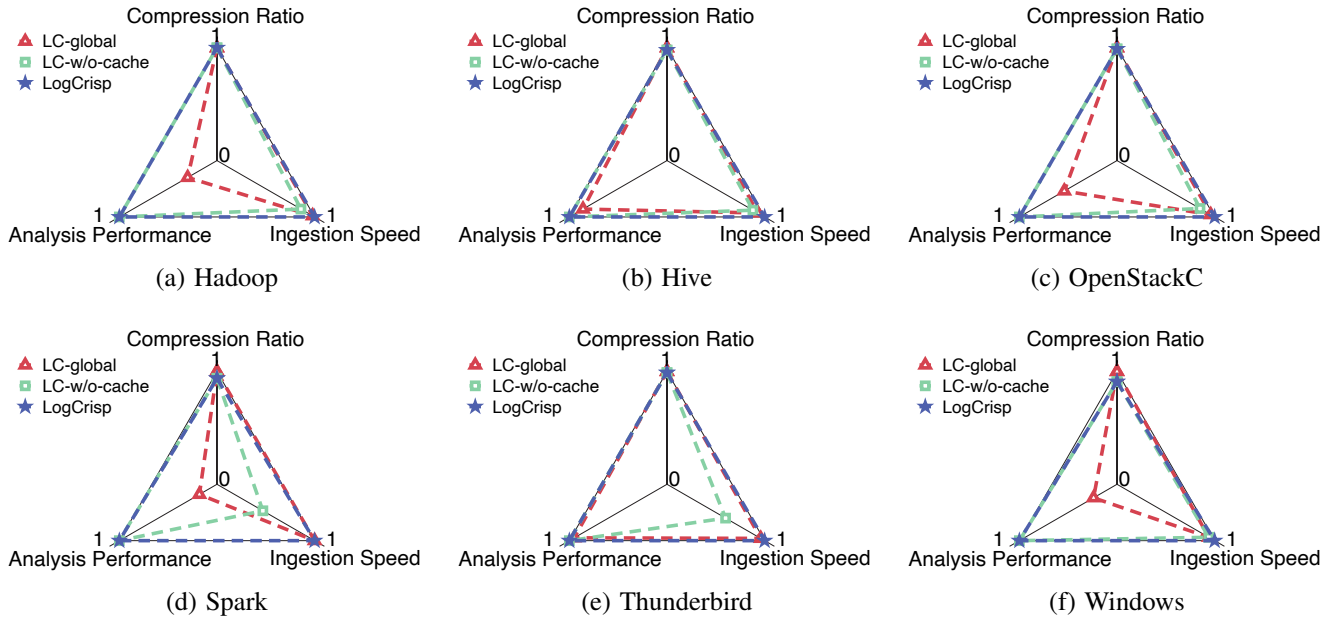 Compression Ratio
1
LC-global
LC-w/o-cache
LogCrisp
0
1
1
Analysis Performance
Ingestion Speed
(a) Hadoop
Compression Ratio
1
LC-global
LC-w/o-cache
LogCrisp
0
1
1
Analysis Performance
Ingestion Speed
(b) Hive
Compression Ratio
1
LC-global
LC-w/o-cache
LogCrisp
0
1
1
Analysis Performance
Ingestion Speed
(c) OpenStackC
Compression Ratio
1
LC-global
LC-w/o-cache
LogCrisp
0
1
1
Analysis Performance
Ingestion Speed
(d) Spark
Compression Ratio
1
LC-global
LC-w/o-cache
LogCrisp
0
1
1
Analysis Performance
Ingestion Speed
(e) Thunderbird
Compression Ratio
1
LC-global
LC-w/o-cache
LogCrisp
0
1
1
Analysis Performance
Ingestion Speed
(f) Windows